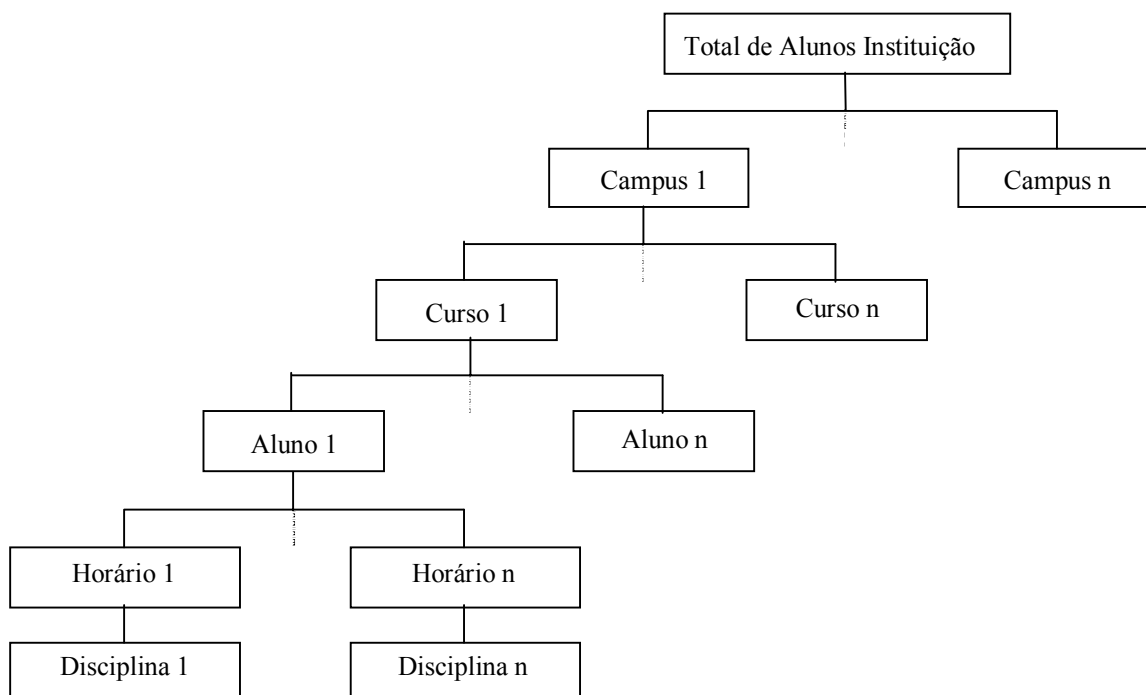 Total de Alunos Instituição
Campus 1
Campus n
Curso 1
Curso n
Aluno 1
Aluno n
Horário 1
Horário n
Disciplina 1
Disciplina n